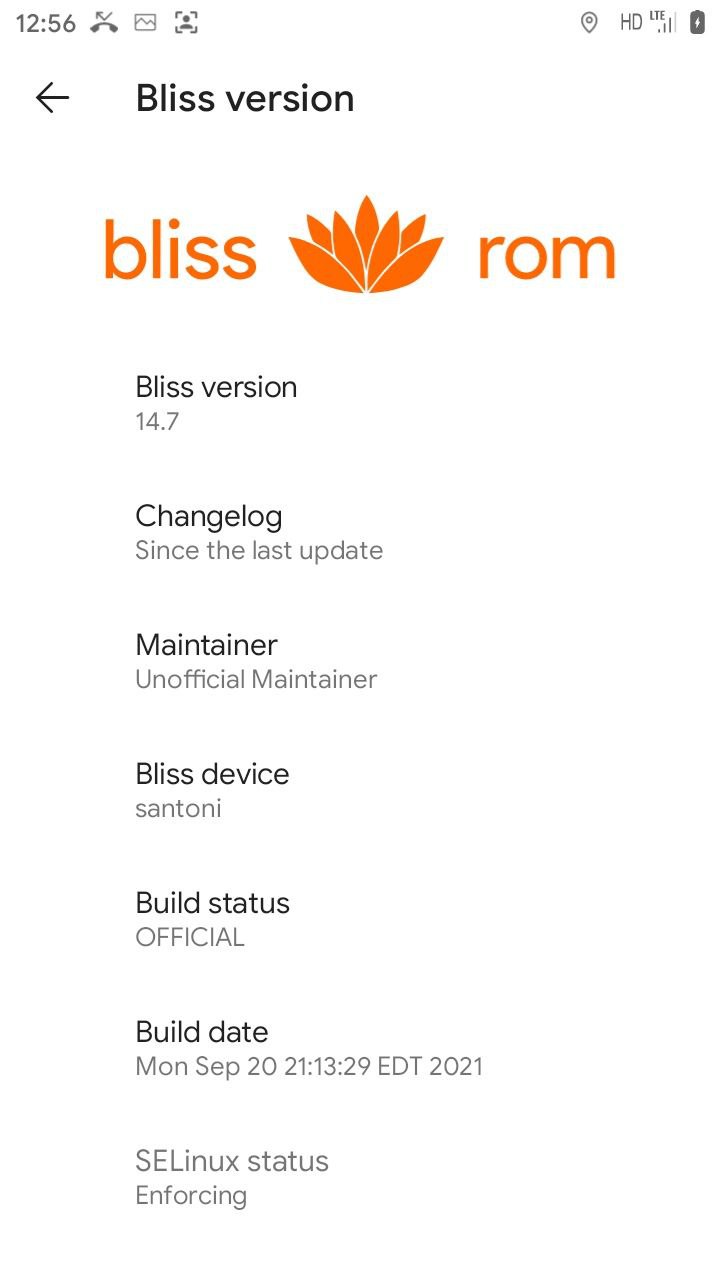 12:56 HD LTE
Bliss version
bliss rom
Bliss version
14.7
Changelog
Since the last update
Maintainer
Unofficial Maintainer
Bliss device
santoni
Build status
OFFICIAL
Build date
Mon Sep 20 21:13:29 EDT 2021
SELinux status
Enforcing